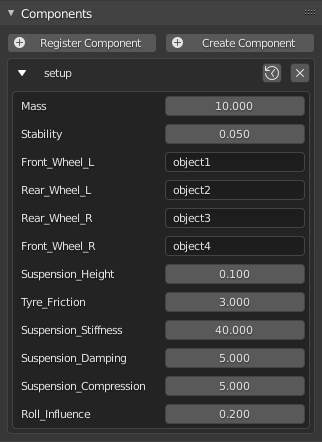 Components
Register Component Create Component
setup
Mass 10.000
Stability 0.050
Front_Wheel_L object1
Rear_Wheel_L object2
Rear_Wheel_R object3
Front_Wheel_R object4
Suspension_Height 0.100
Tyre_Friction 3.000
Suspension_Stiffness 40.000
Suspension_Damping 5.000
Suspension_Compression 5.000
Roll_Influence 0.200